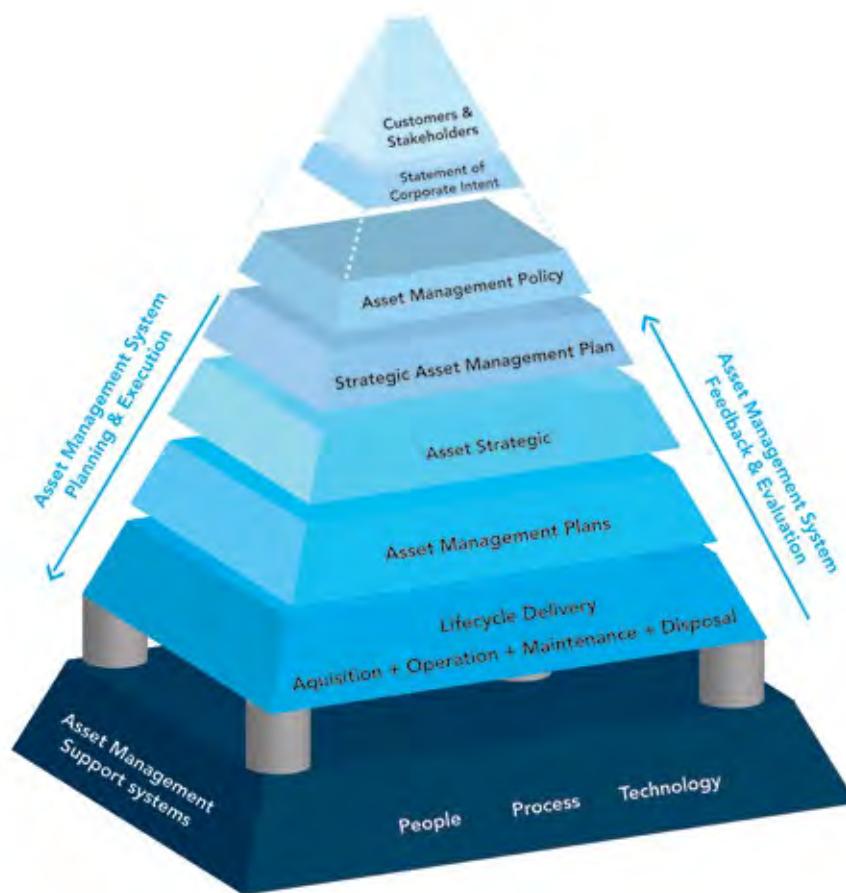 Customers &
Stakeholders
Statement of
Corporate Intent
Asset Management Policy
Strategic Asset Management Plan
Asset Strategic
Asset Management Plans
Lifecycle Delivery
Aquisition + Operation + Maintenance + Disposal
Asset Management System
Planning & Execution
Asset Management System
Feedback & Evaluation
Asset Management
Support systems
People Process Technology